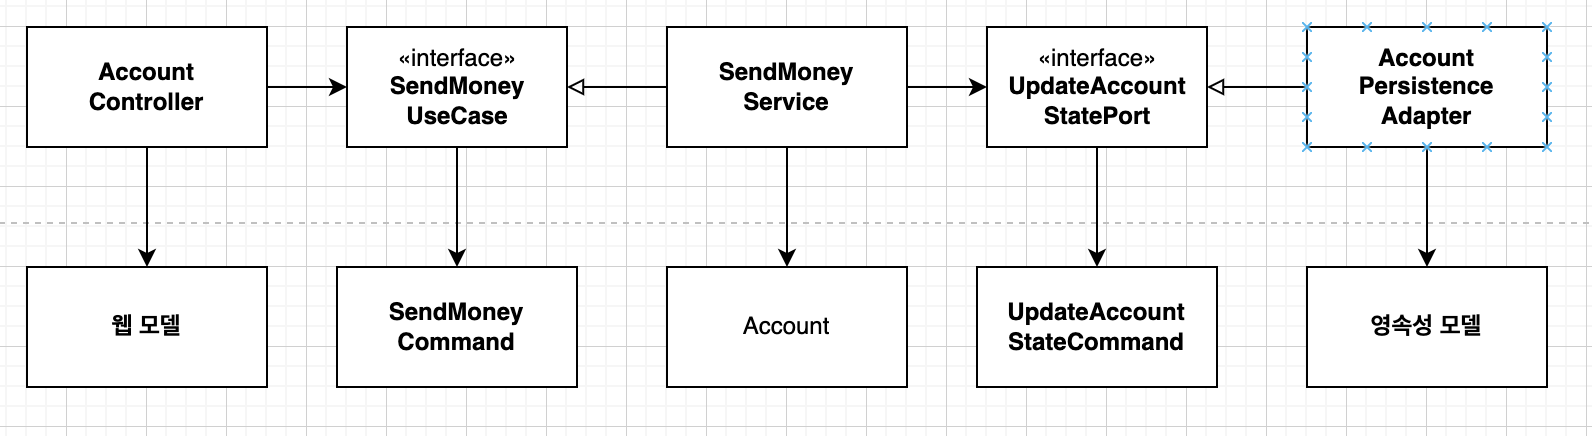 Account
Controller
«interface»
SendMoney
UseCase
SendMoney
Service
«interface»
UpdateAccount
StatePort
Account
Persistence
Adapter
웹 모델
SendMoney
Command
Account
UpdateAccount
StateCommand
영속성 모델